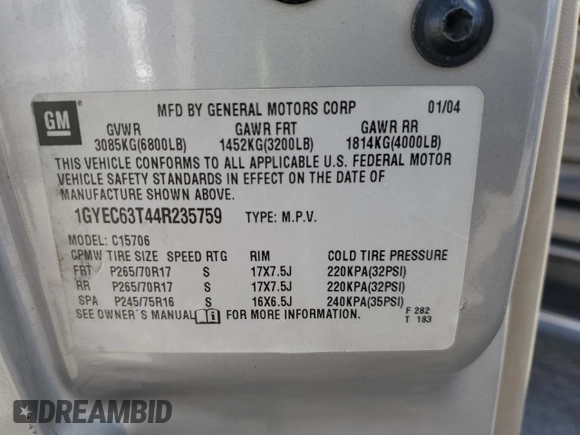 GM
MFD BY GENERAL MOTORS CORP 01/04
GVWR GAWR FRT GAWR RR
3085KG(6800LB) 1452KG(3200LB) 1814KG(4000LB)
THIS VEHICLE CONFORMS TO ALL APPLICABLE U.S. FEDERAL MOTOR
VEHICLE SAFETY STANDARDS IN EFFECT ON THE DATE OF
MANUFACTURE SHOWN ABOVE.
1GYEC63T44R235759 TYPE: M.P.V.
MODEL: C15706
CPMW TIRE SIZE SPEED RTG RIM COLD TIRE PRESSURE
FRT P265/70R17 S 17X7.5J 220KPA(32PSI)
RR P265/70R17 S 17X7.5J 220KPA(32PSI)
SPA P245/75R16 S 16X6.5J 240KPA(35PSI)
SEE OWNER'S MANUAL FOR MORE INFORMATION.
F 282
T 183
DREAMBID